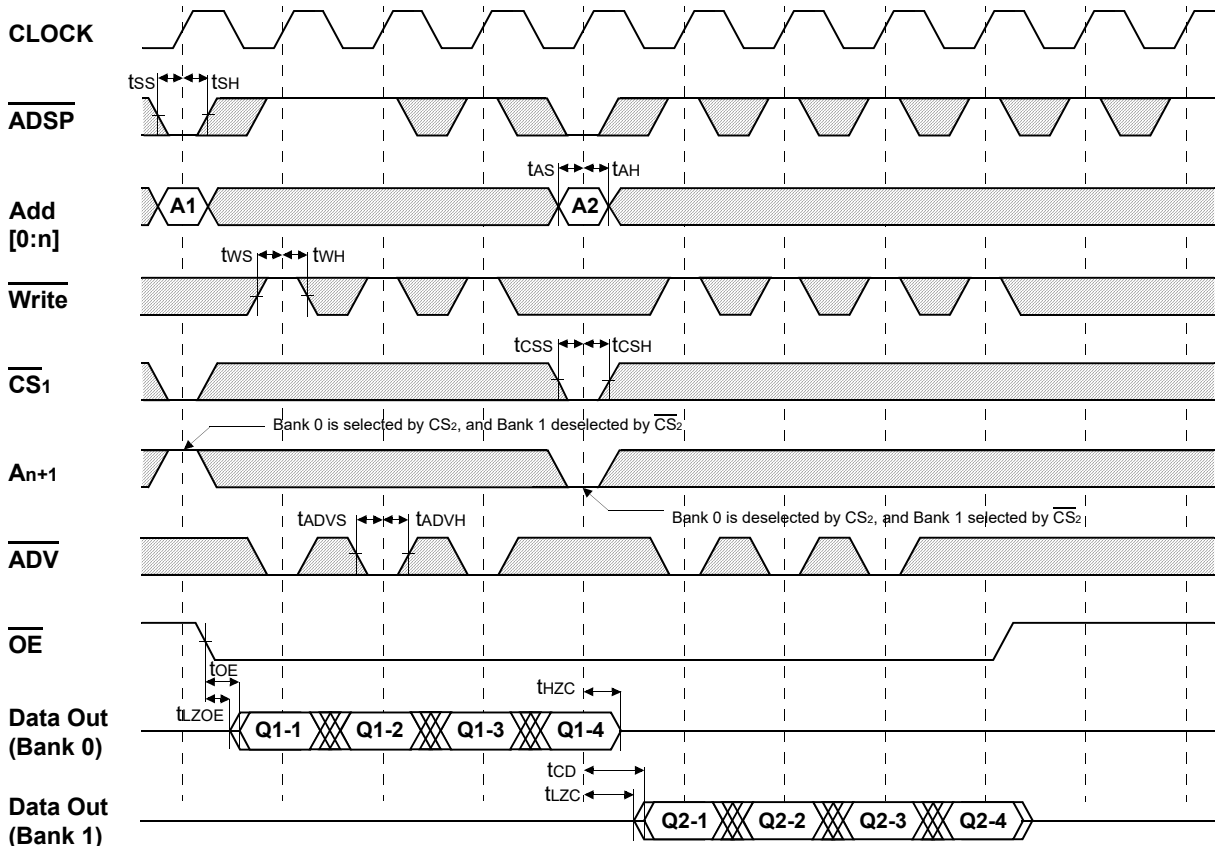 CLOCK
tSS tSH
ADSP
tAS tAH
Add
[0:n]
A1 A2
tWS tWH
Write
tCSS tCSH
CS1
Bank 0 is selected by CS2, and Bank 1 deselected by CS2
An+1
Bank 0 is deselected by CS2, and Bank 1 selected by CS2
tADVS tADVH
ADV
OE
tOE
tHZC
tLZOE
Data Out
(Bank 0)
Q1-1 Q1-2 Q1-3 Q1-4
tCD
tLZC
Data Out
(Bank 1)
Q2-1 Q2-2 Q2-3 Q2-4